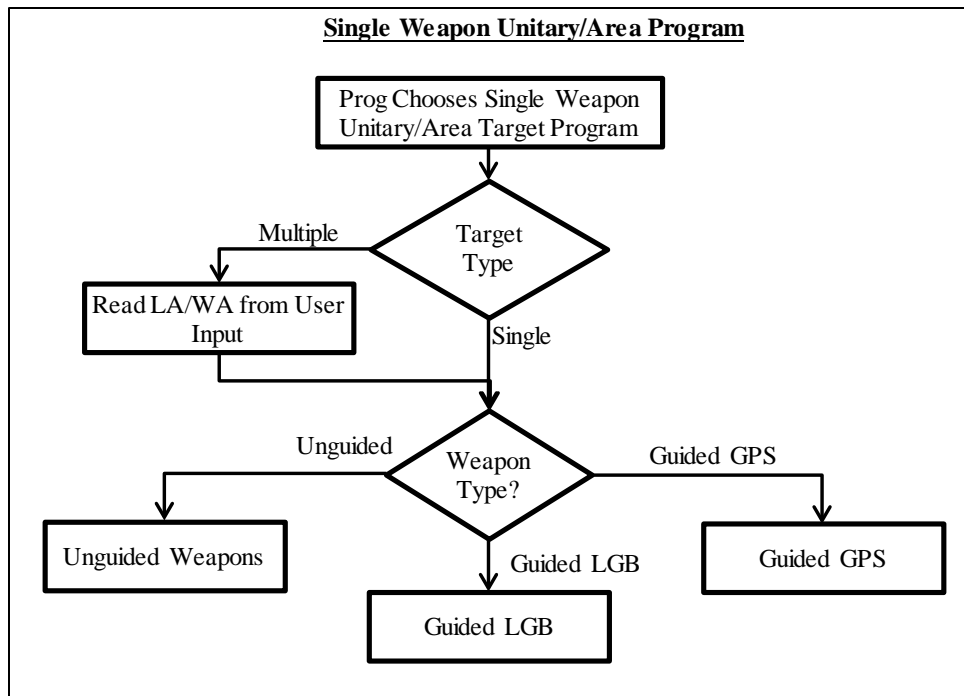 Single Weapon Unitary/Area Program
Prog Chooses Single Weapon
Unitary/Area Target Program
Multiple
Target
Type
Read LA/WA from User
Input
Single
Unguided
Weapon
Type?
Guided GPS
Unguided Weapons
Guided LGB
Guided GPS
Guided LGB